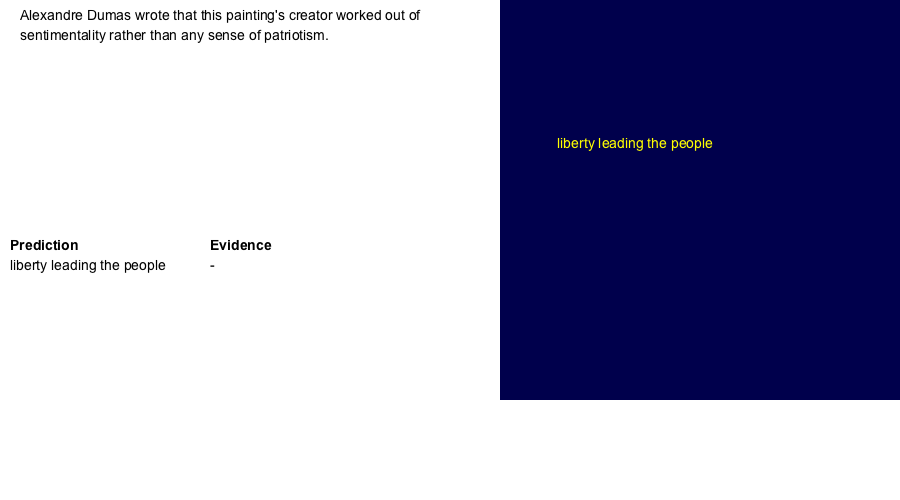 Alexandre Dumas wrote that this painting's creator worked out of
sentimentality rather than any sense of patriotism.
liberty leading the people
Prediction Evidence
liberty leading the people -